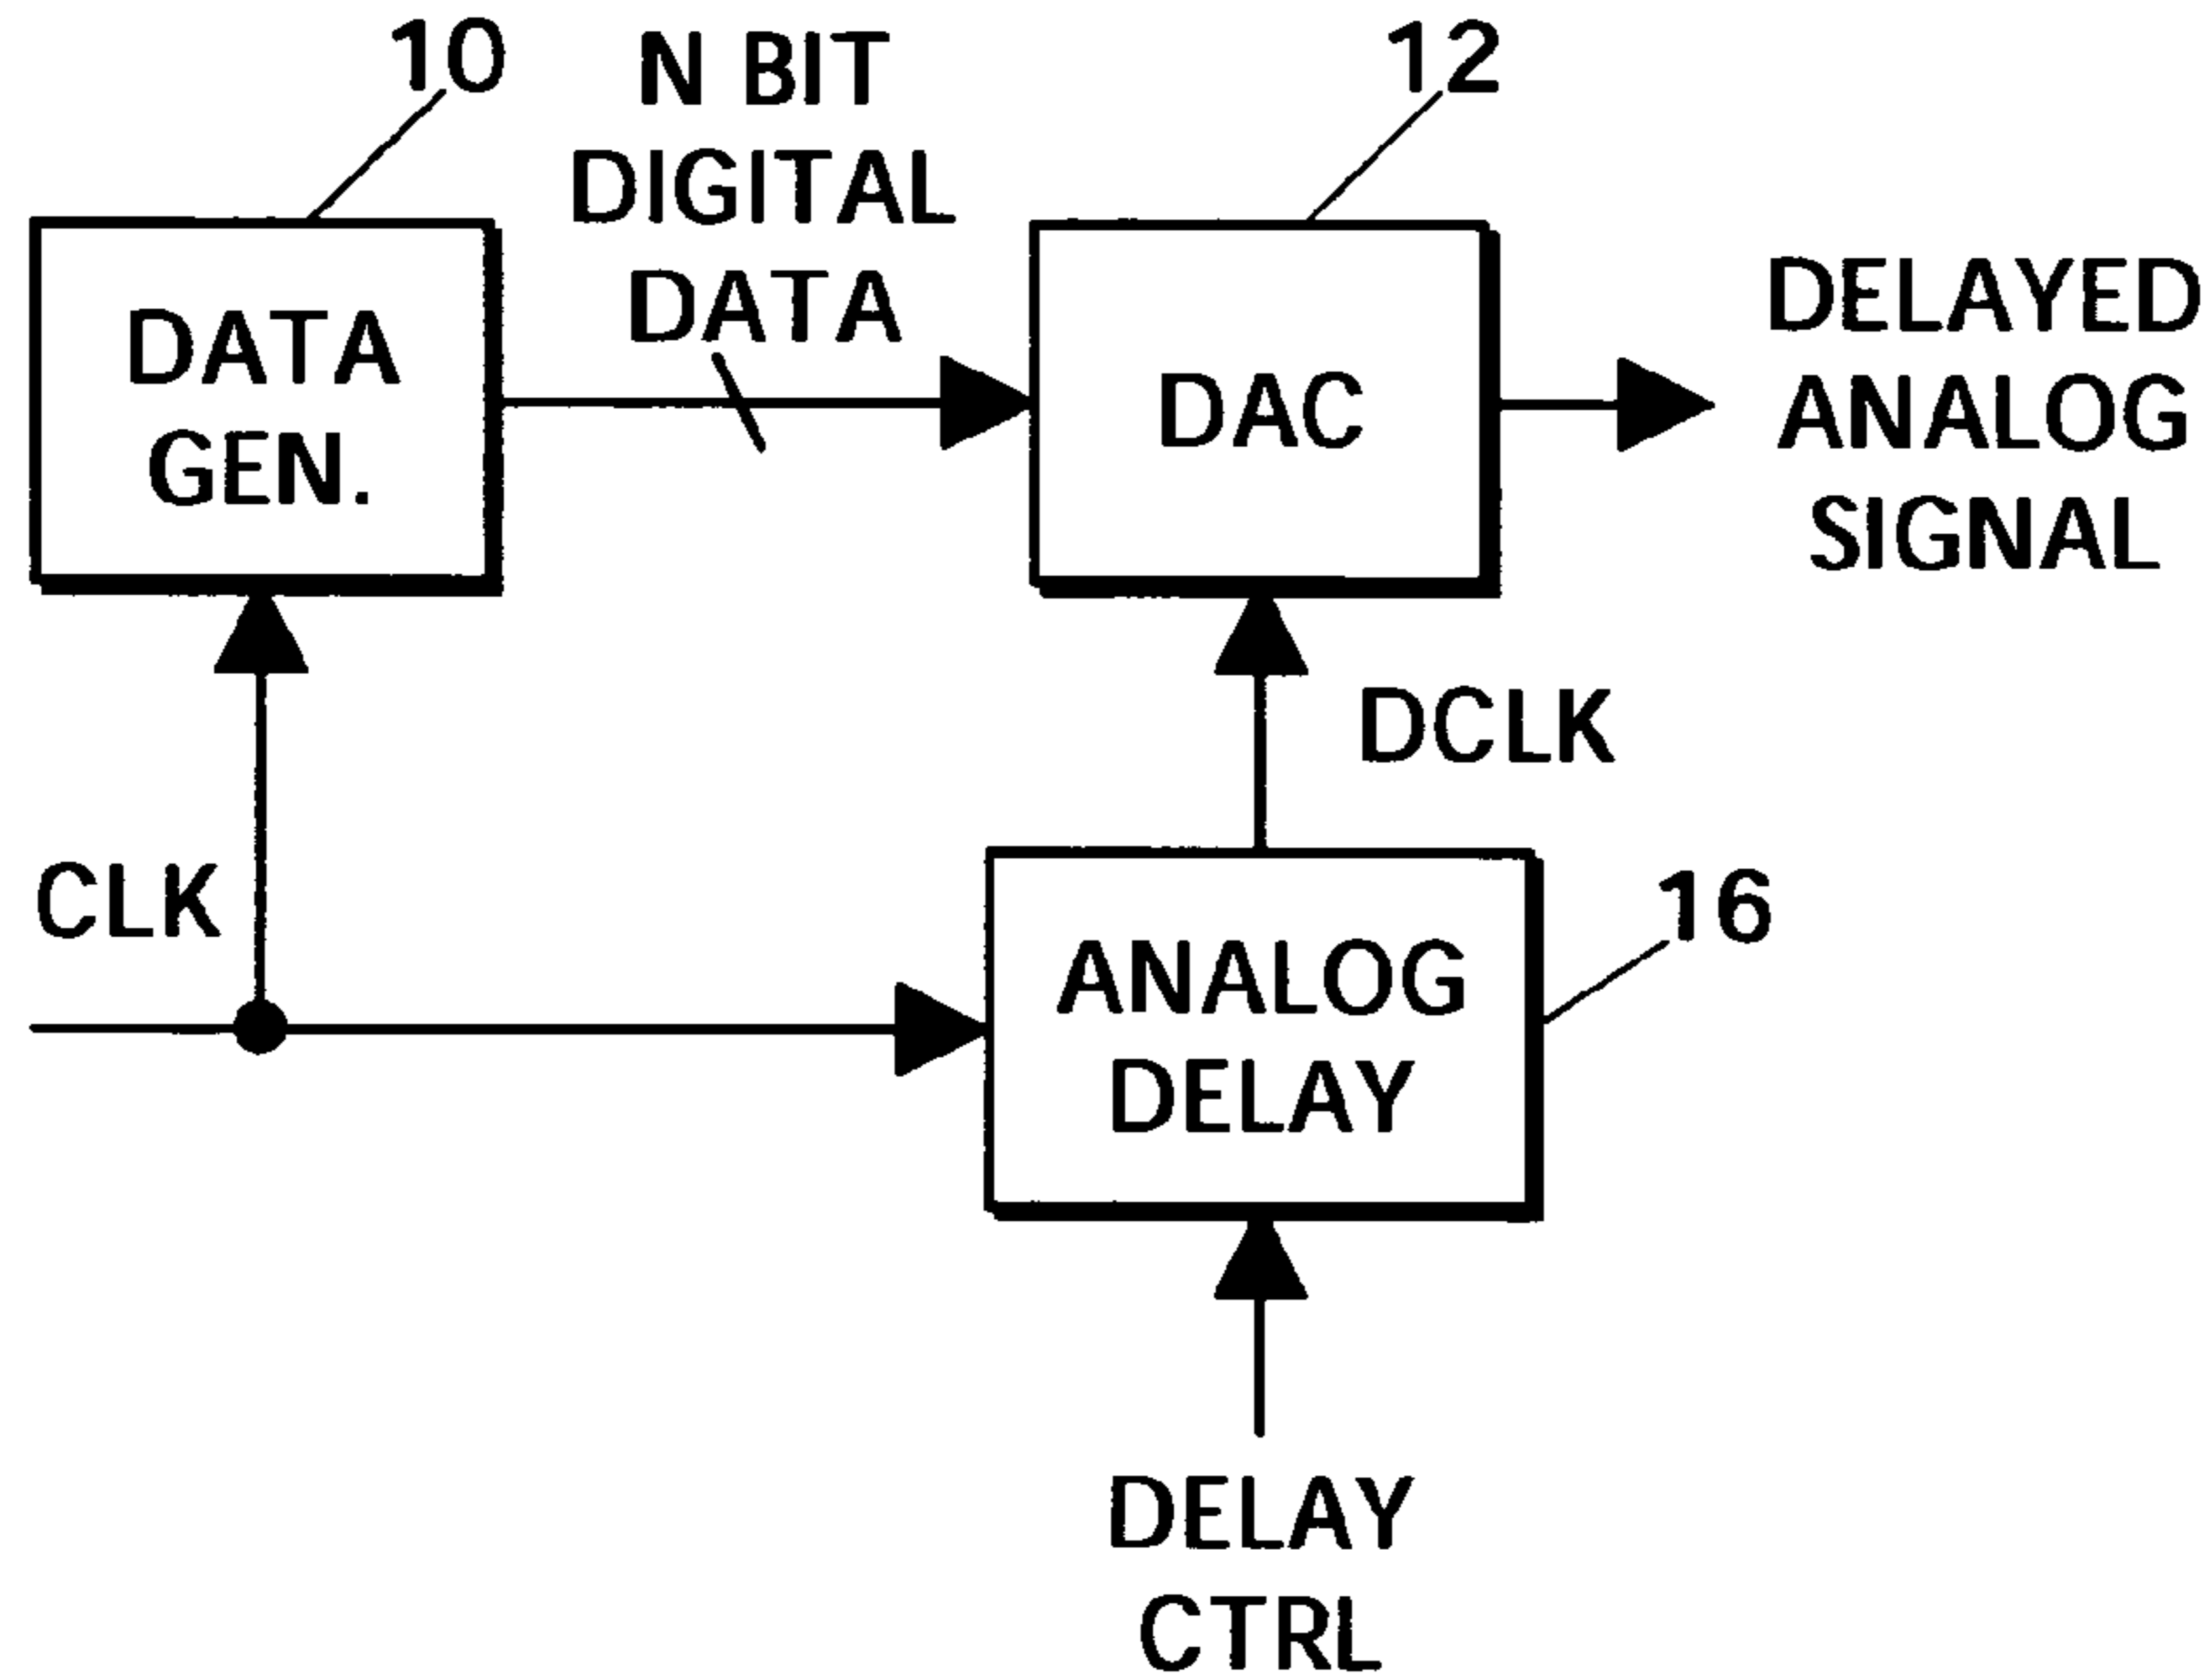 10
N BIT
DIGITAL
DATA
12
DATA
GEN.
DAC
DELAYED
ANALOG
SIGNAL
DCLK
CLK
16
ANALOG
DELAY
DELAY
CTRL